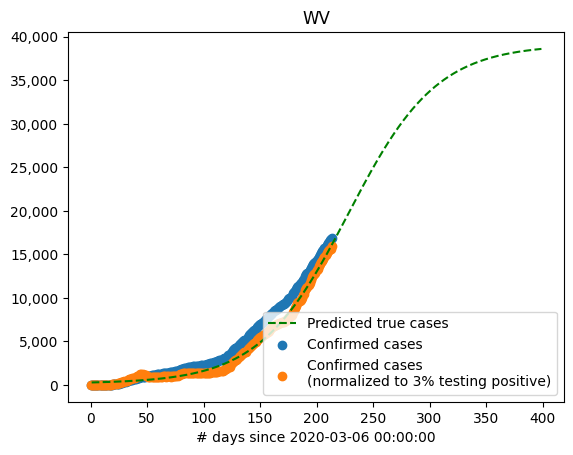 WV
40,000
35,000
30,000
25,000
20,000
15,000
10,000
5,000
0
Predicted true cases
Confirmed cases
Confirmed cases
(normalized to 3% testing positive)
0 50 100 150 200 250 300 350 400
# days since 2020-03-06 00:00:00